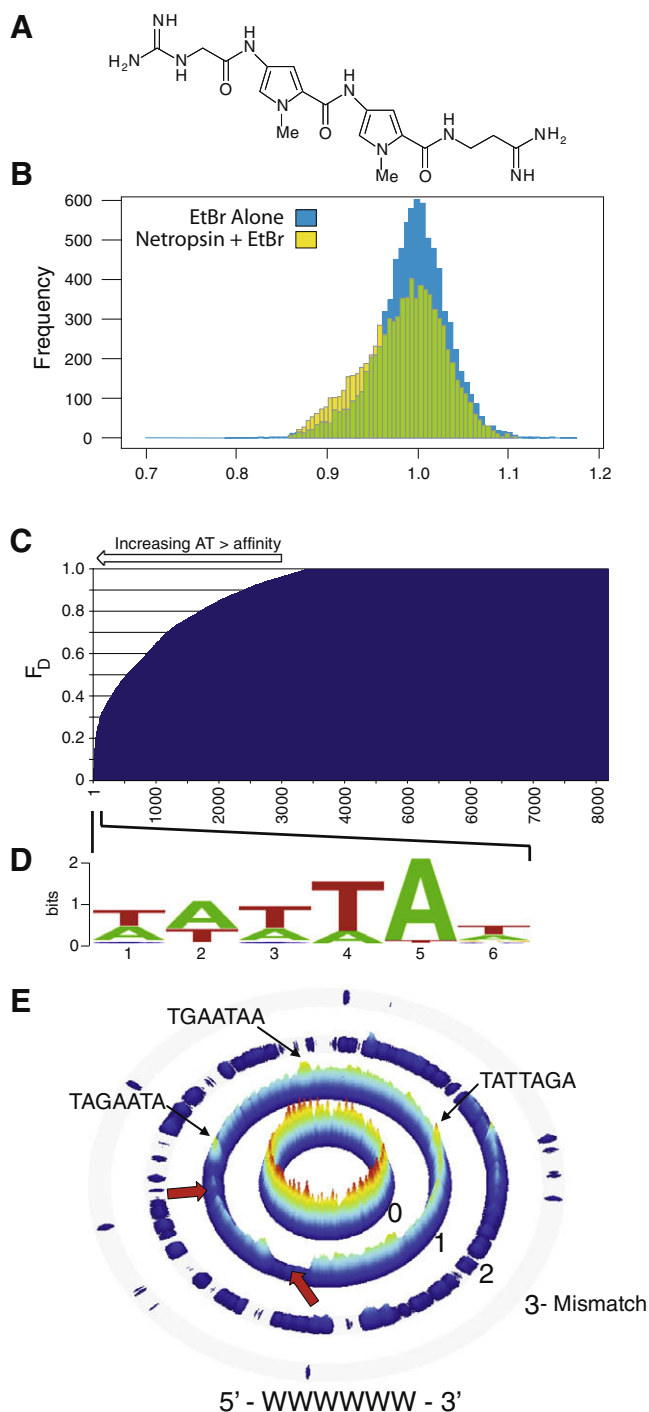 A
NH
H2N
N
H
O
H
N
N
Me
O
H
N
N
Me
O
H
N
NH2
NH
B
EtBr Alone
Netropsin + EtBr
Frequency
600
500
400
300
200
100
0
0.7 0.8 0.9 1.0 1.1 1.2
C
Increasing AT > affinity
FD
1.0
0.8
0.6
0.4
0.2
0
1 1000 2000 3000 4000 5000 6000 7000 8000
D
bits
2
1
0
T A T T A T
A T A A T A
1 2 3 4 5 6
E
TGAATAA
TAGAATA
TATTAGA
0
1
2
3- Mismatch
5' - WWWWWWW - 3'